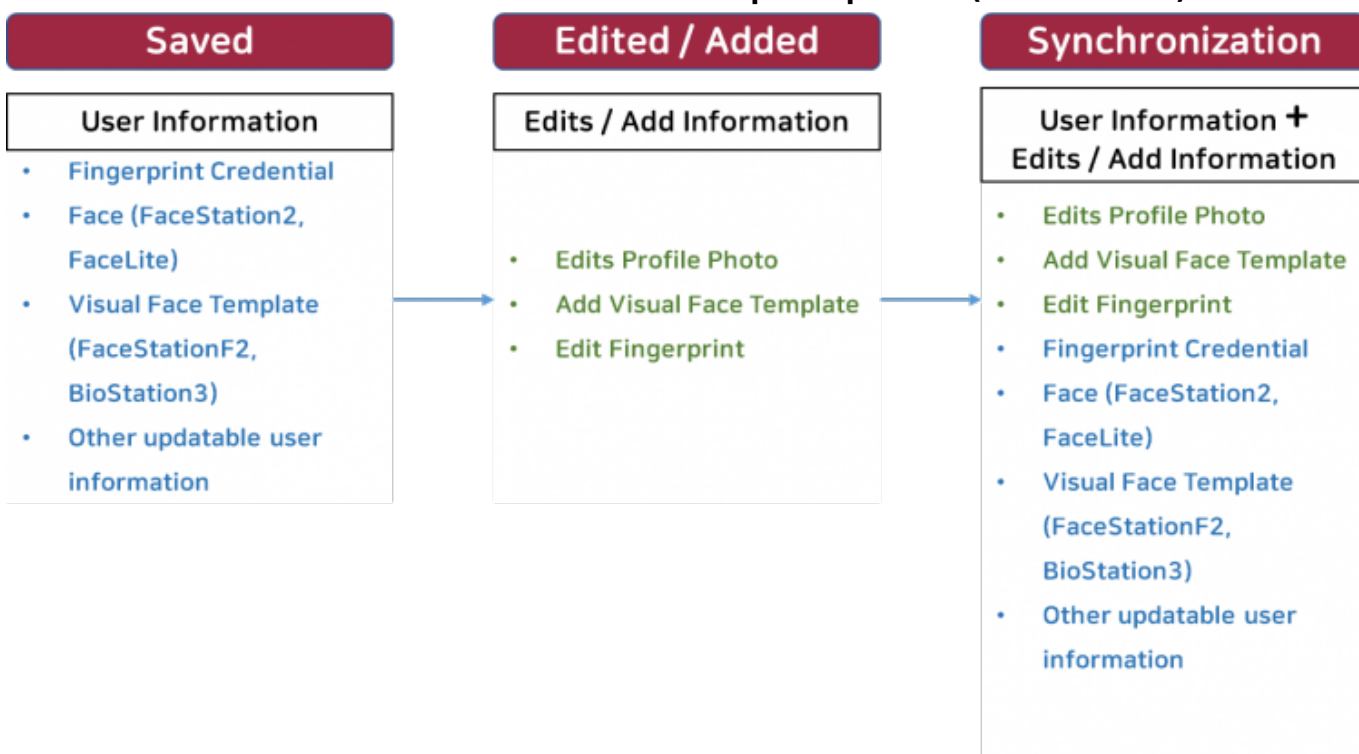 Saved
User Information
• Fingerprint Credential
• Face (FaceStation2,
FaceLite)
• Visual Face Template
(FaceStationF2,
BioStation3)
• Other updatable user
information
Edited / Added
Edits / Add Information
• Edits Profile Photo
• Add Visual Face Template
• Edit Fingerprint
Synchronization
User Information +
Edits / Add Information
• Edits Profile Photo
• Add Visual Face Template
• Edit Fingerprint
• Fingerprint Credential
• Face (FaceStation2,
FaceLite)
• Visual Face Template
(FaceStationF2,
BioStation3)
• Other updatable user
information